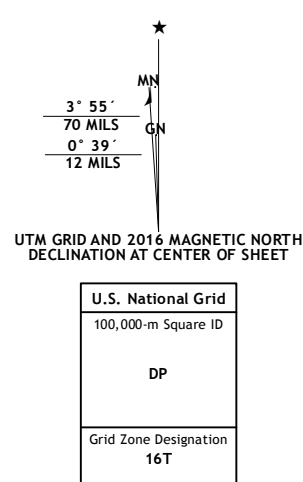 ★
MN
3° 55´
70 MILS
GN
0° 39´
12 MILS
UTM GRID AND 2016 MAGNETIC NORTH
DECLINATION AT CENTER OF SHEET
U.S. National Grid
100,000-m Square ID
DP
Grid Zone Designation
16T